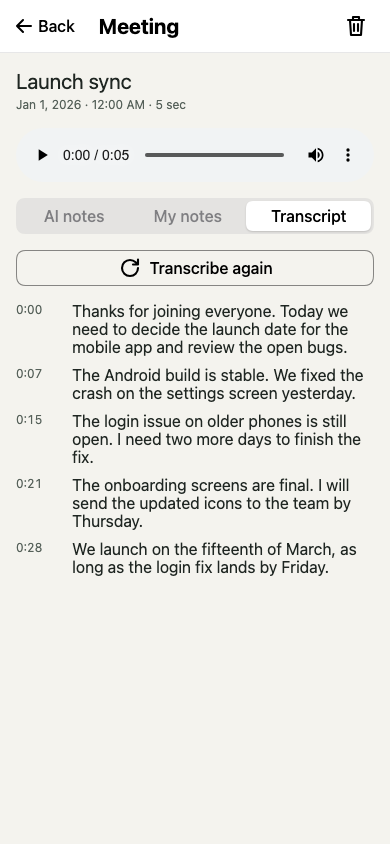 Back Meeting
Launch sync
Jan 1, 2026 · 12:00 AM · 5 sec
0:00 / 0:05
AI notes My notes Transcript
Transcribe again
0:00 Thanks for joining everyone. Today we
need to decide the launch date for the
mobile app and review the open bugs.
0:07 The Android build is stable. We fixed the
crash on the settings screen yesterday.
0:15 The login issue on older phones is still
open. I need two more days to finish the
fix.
0:21 The onboarding screens are final. I will
send the updated icons to the team by
Thursday.
0:28 We launch on the fifteenth of March, as
long as the login fix lands by Friday.